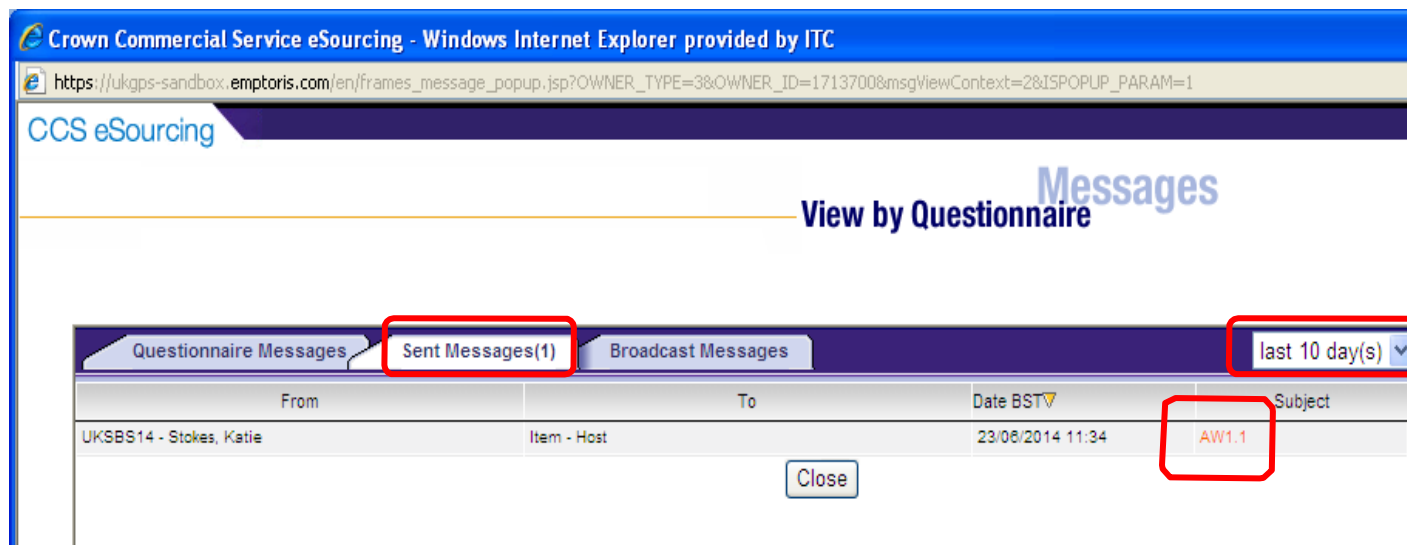 Crown Commercial Service eSourcing - Windows Internet Explorer provided by ITC
https://ukgps-sandbox.emptoris.com/en/frames_message_popup.jsp?OWNER_TYPE=3&OWNER_ID=1713700&msgViewContext=2&ISPOPUP_PARAM=1
CCS eSourcing
Messages
View by Questionnaire
Questionnaire Messages Sent Messages(1) Broadcast Messages last 10 day(s)
From To Date BST Subject
UKSBS14 - Stokes, Katie Item - Host 23/06/2014 11:34 AW1.1
Close